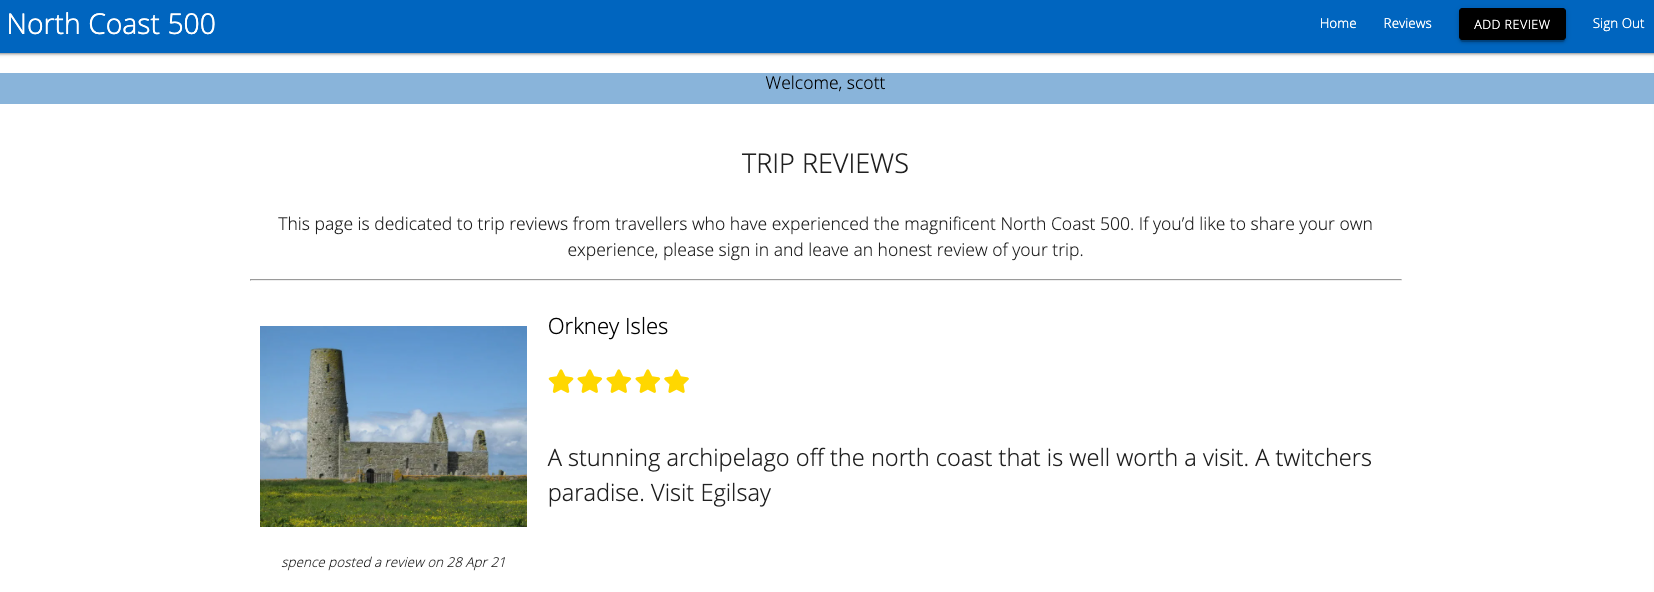 North Coast 500
Home Reviews ADD REVIEW Sign Out
Welcome, scott
TRIP REVIEWS
This page is dedicated to trip reviews from travellers who have experienced the magnificent North Coast 500. If you’d like to share your own
experience, please sign in and leave an honest review of your trip.
Orkney Isles
A stunning archipelago off the north coast that is well worth a visit. A twitchers
paradise. Visit Egilsay
spence posted a review on 28 Apr 21